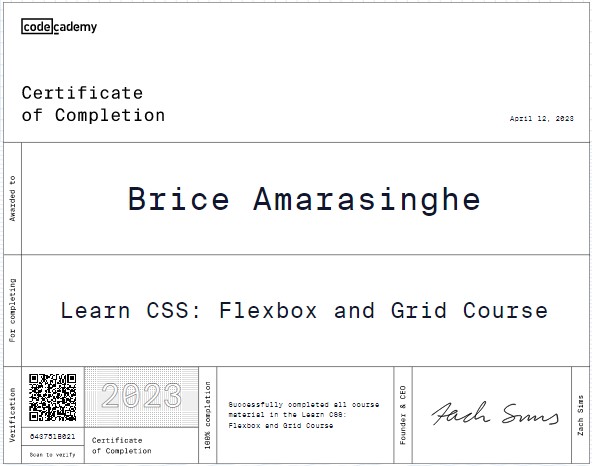 codecademy
Certificate
of Completion
April 12, 2023
Awarded to
Brice Amarasinghe
For completing
Learn CSS: Flexbox and Grid Course
Verification
6437518021
Scan to verify
2023
Certificate
of Completion
100% completion
Successfully completed all course
material in the Learn CSS:
Flexbox and Grid Course
Founder & CEO
Zach Sims
Zach Sims